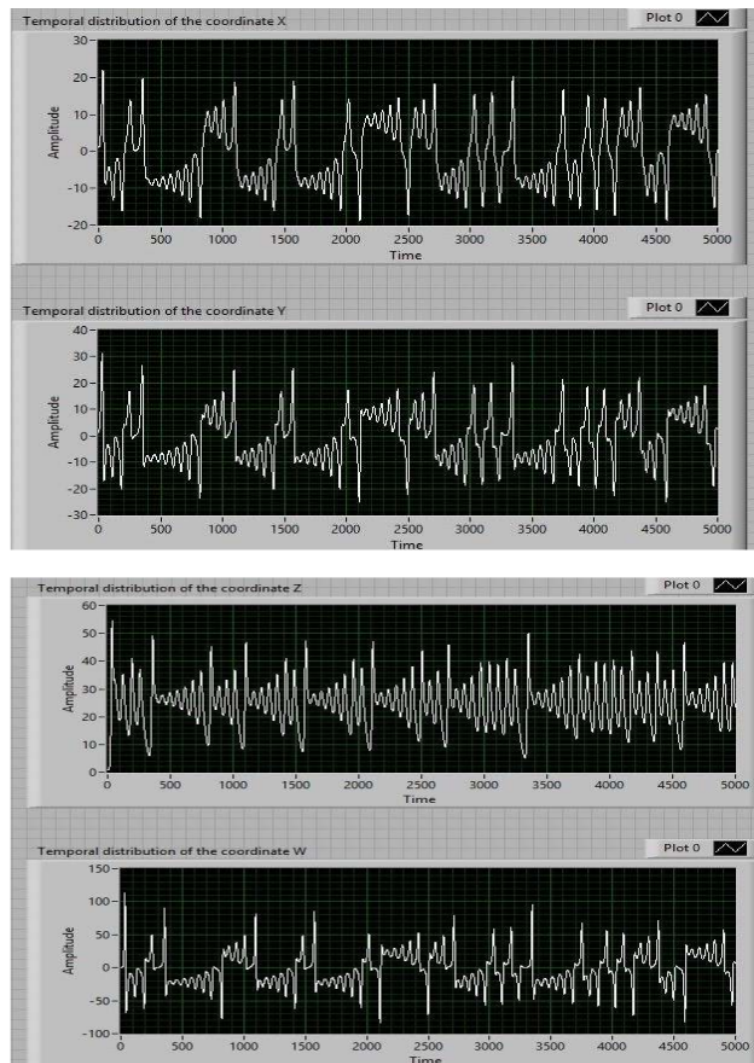 Temporal distribution of the coordinate X
Plot 0
30
20
10
0
-10
-20
Amplitude
0 500 1000 1500 2000 2500 3000 3500 4000 4500 5000
Time
Temporal distribution of the coordinate Y
Plot 0
40
30
20
10
0
-10
-20
-30
Amplitude
0 500 1000 1500 2000 2500 3000 3500 4000 4500 5000
Time
Temporal distribution of the coordinate Z
Plot 0
60
50
40
30
20
10
0
Amplitude
0 500 1000 1500 2000 2500 3000 3500 4000 4500 5000
Time
Temporal distribution of the coordinate W
Plot 0
150
100
50
0
-50
-100
Amplitude
0 500 1000 1500 2000 2500 3000 3500 4000 4500 5000
Time